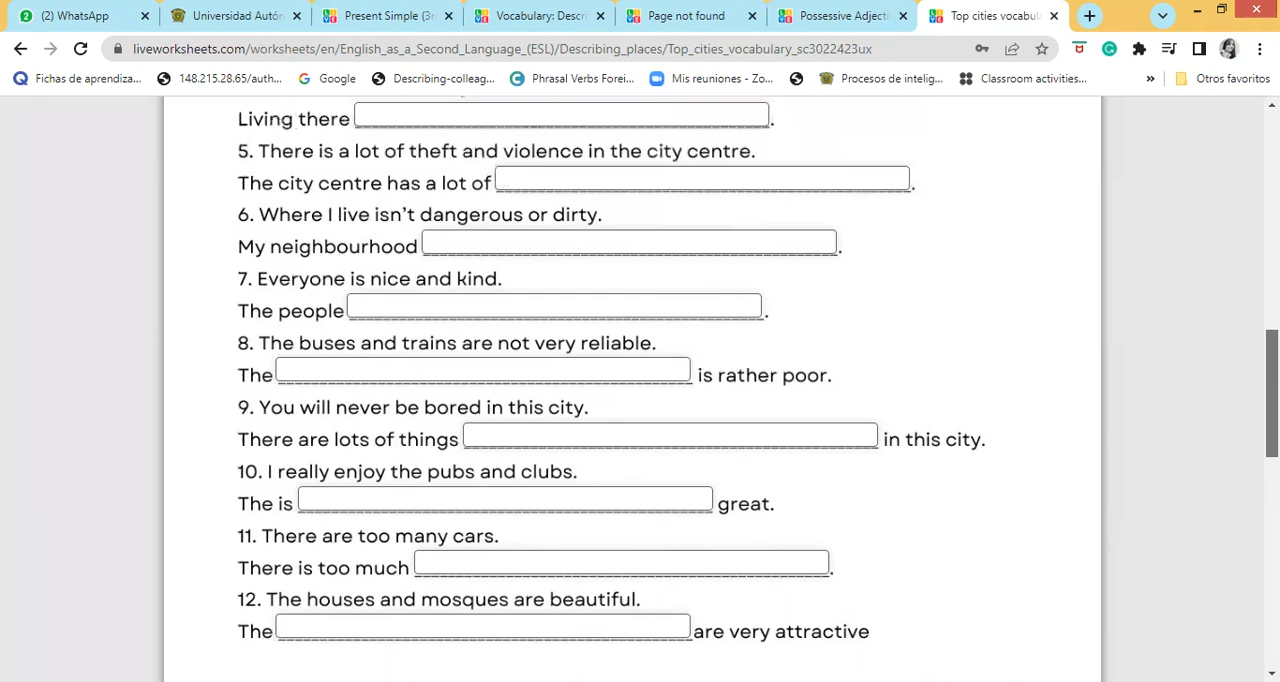 (2) WhatsApp
Universidad Autón
Present simple (3r
Vocabulary:Descri
Page not found
Possessive Adjecti
Top cities vocabul
liveworksheets.com/worksheets/en/English_as_a_Second_Language_(ESL)/Describing_places/Top_cities_vocabulary_sc3022423ux
Fichas de aprendiza...
148.215.28.65/auth...
Google
Describing-colleag...
Phrasal Verbs Forei...
Mis reuniones - Zo...
Procesos de intelig...
Classroom activities...
»
Otros favoritos
Living there .
5. There is a lot of theft and violence in the city centre.
The city centre has a lot of .
6. Where I live isn't dangerous or dirty.
My neighbourhood .
7. Everyone is nice and kind.
The people .
8. The buses and trains are not very reliable.
The is rather poor.
9. You will never be bored in this city.
There are lots of things in this city.
10. I really enjoy the pubs and clubs.
The is great.
11. There are too many cars.
There is too much .
12. The houses and mosques are beautiful.
The are very attractive